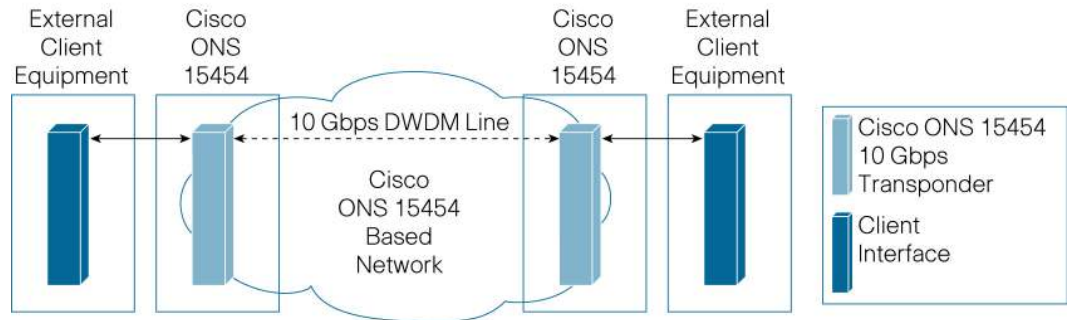 External
Client
Equipment
Cisco
ONS
15454
Cisco
ONS
15454
External
Client
Equipment
10 Gbps DWDM Line
Cisco
ONS 15454
Based
Network
Cisco ONS 15454
10 Gbps
Transponder
Client
Interface